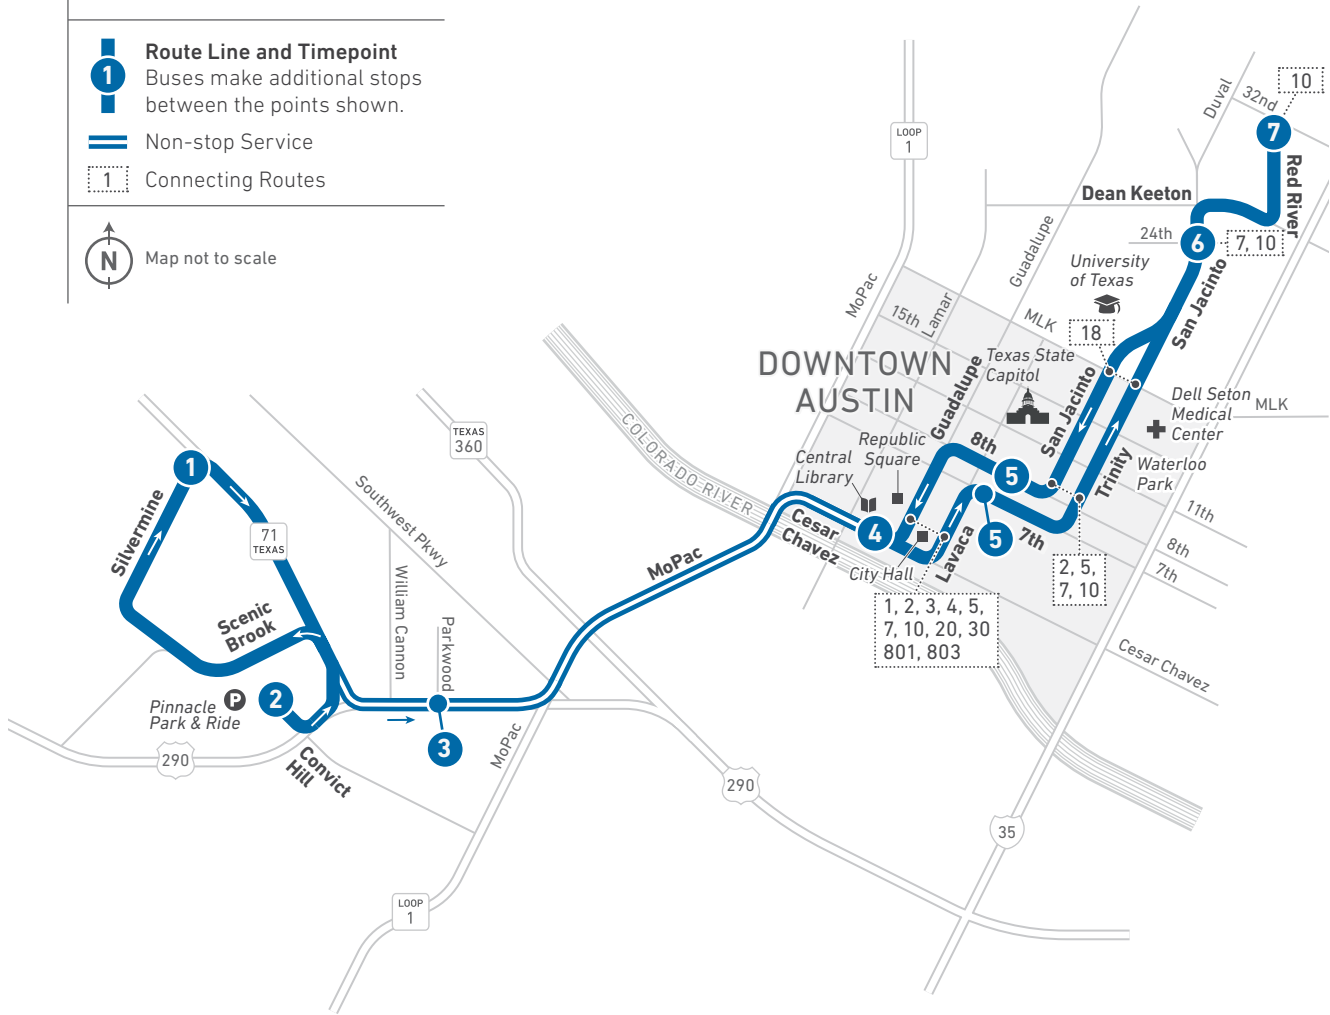 1
Route Line and Timepoint
Buses make additional stops
between the points shown.
Non-stop Service
1
Connecting Routes
N
Map not to scale
LOOP
1
Duval
32nd
10
7
Red River
Dean Keeton
24th
6
7, 10
University
of Texas
San Jacinto
Guadalupe
MoPac
Lamar
15th
MLK
18
DOWNTOWN
AUSTIN
Texas State
Capitol
Guadalupe
San Jacinto
Dell Seton
Medical
Center
MLK
8th
Republic
Square
Central
Library
Trinity
Waterloo
Park
11th
8th
7th
5
5
7th
4
Cesar
Chavez
City Hall
Lavaca
2, 5,
7, 10
1, 2, 3, 4, 5,
7, 10, 20, 30
801, 803
Cesar Chavez
COLORADO RIVER
TEXAS
360
Southwest Pkwy
1
Silvermine
71
TEXAS
Scenic
Brook
William Cannon
Parkwood
MoPac
Pinnacle
Park & Ride
P
2
3
290
Convict
Hill
MoPac
290
35
LOOP
1